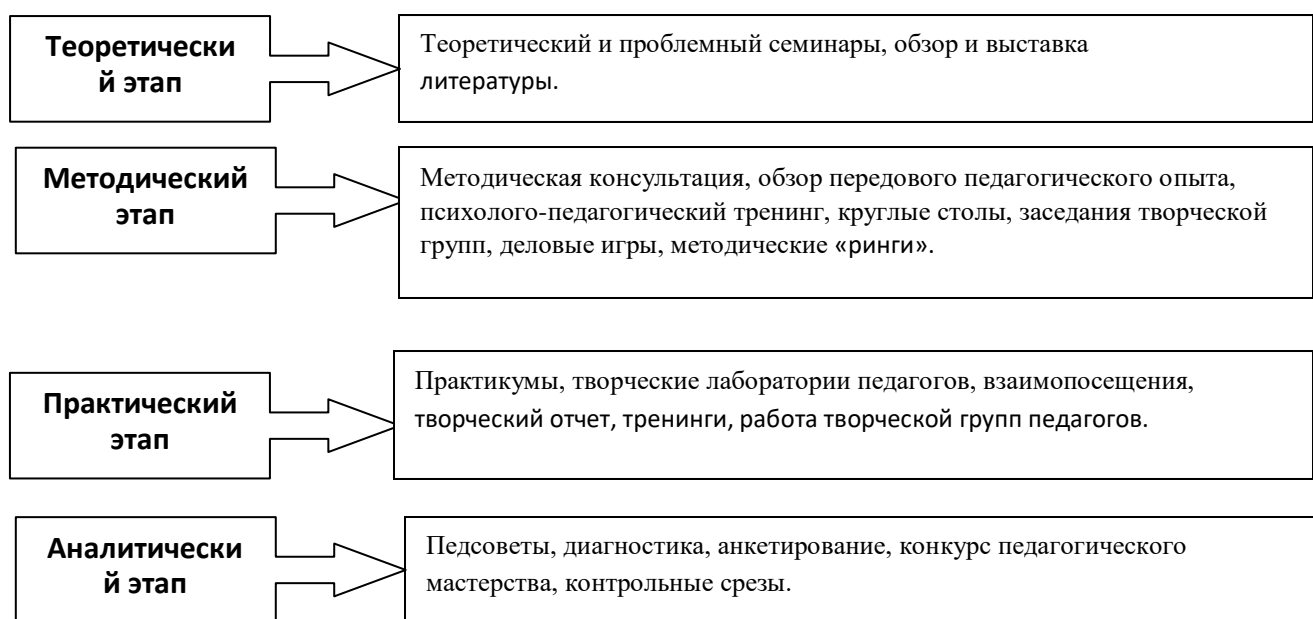 Теоретически
й этап
Теоретический и проблемный семинары, обзор и выставка
литературы.
Методический
этап
Методическая консультация, обзор передового педагогического опыта,
психолого-педагогический тренинг, круглые столы, заседания творческой
групп, деловые игры, методические «ринги».
Практический
этап
Практикумы, творческие лаборатории педагогов, взаимопосещения,
творческий отчет, тренинги, работа творческой групп педагогов.
Аналитически
й этап
Педсоветы, диагностика, анкетирование, конкурс педагогического
мастерства, контрольные срезы.